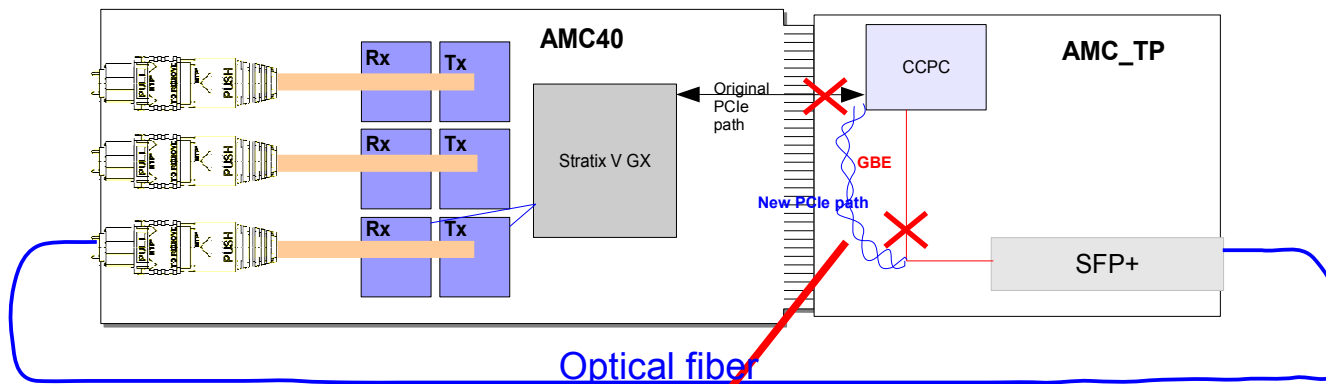 AMC40
AMC_TP
Rx
Tx
CCPC
Original
PCIe
path
Stratix V GX
Rx
Tx
GBE
New PCIe path
Rx
Tx
SFP+
Optical fiber
PUSH
PUSH
PUSH